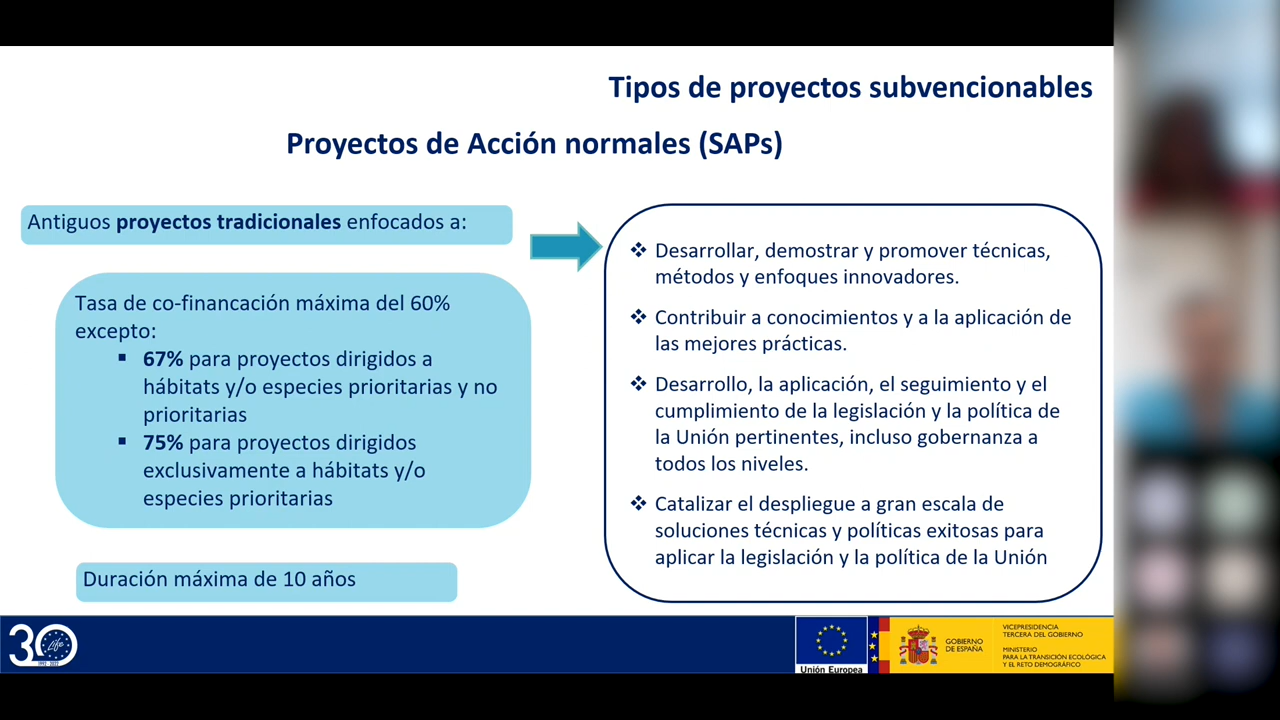 Tipos de proyectos subvencionables
Proyectos de Acción normales (SAPs)
Antiguos proyectos tradicionales enfocados a:
Tasa de co-financación máxima del 60%
excepto:
▪ 67% para proyectos dirigidos a
hábitats y/o especies prioritarias y no
prioritarias
▪ 75% para proyectos dirigidos
exclusivamente a hábitats y/o
especies prioritarias
Duración máxima de 10 años
❖ Desarrollar, demostrar y promover técnicas,
métodos y enfoques innovadores.
❖ Contribuir a conocimientos y a la aplicación de
las mejores prácticas.
❖ Desarrollo, la aplicación, el seguimiento y el
cumplimiento de la legislación y la política de
la Unión pertinentes, incluso gobernanza a
todos los niveles.
❖ Catalizar el despliegue a gran escala de
soluciones técnicas y políticas exitosas para
aplicar la legislación y la política de la Unión
30
Life
Unión Europea
GOBIERNO
DE ESPAÑA
VICEPRESIDENCIA
TERCERA DEL GOBIERNO
MINISTERIO
PARA LA TRANSICIÓN ECOLÓGICA
Y EL RETO DEMOGRÁFICO